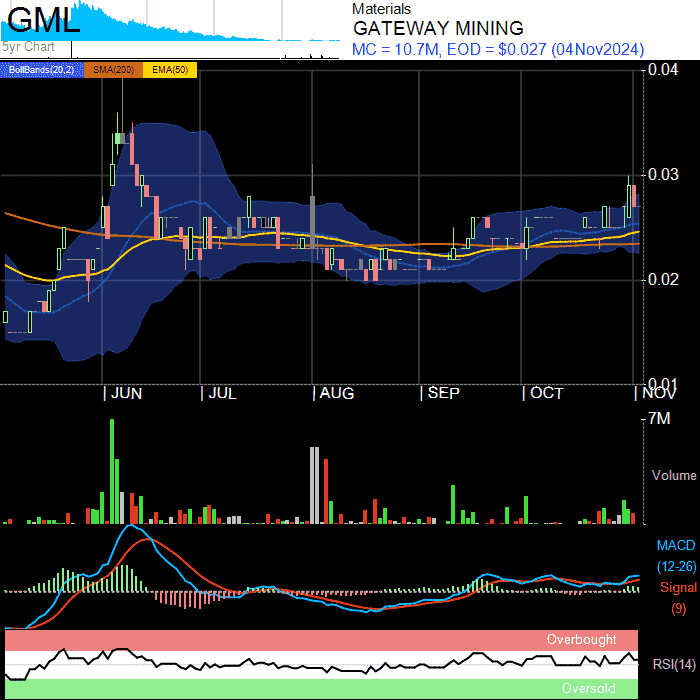 GML
5yr Chart
Materials
GATEWAY MINING
MC = 10.7M, EOD = $0.027 (04Nov2024)
BollBands(20,2) SMA(200) EMA(50)
0.04
0.03
0.02
0.01
JUN JUL AUG SEP OCT NOV
7M
Volume
MACD
(12-26)
Signal
(9)
Overbought
RSI(14)
Oversold